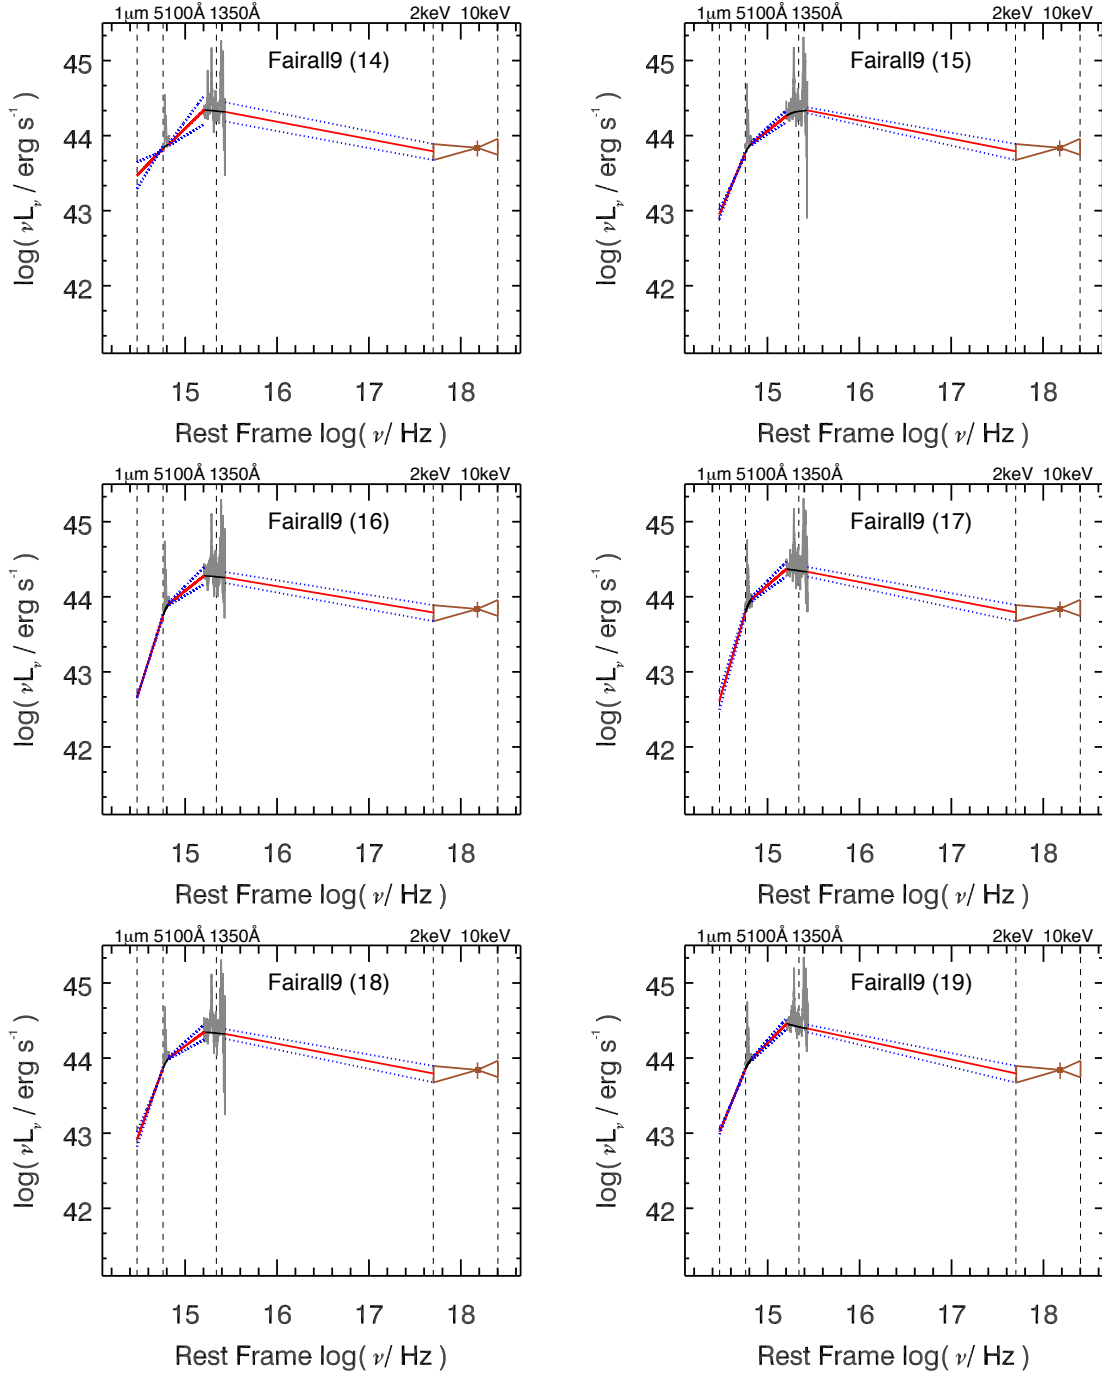 1μm 5100Å 1350Å 2keV 10keV
Fairall9 (14)
45
44
43
42
log( νLν / erg s⁻¹ )
15 16 17 18
Rest Frame log( ν/ Hz )
1μm 5100Å 1350Å 2keV 10keV
Fairall9 (15)
45
44
43
42
log( νLν / erg s⁻¹ )
15 16 17 18
Rest Frame log( ν/ Hz )
1μm 5100Å 1350Å 2keV 10keV
Fairall9 (16)
45
44
43
42
log( νLν / erg s⁻¹ )
15 16 17 18
Rest Frame log( ν/ Hz )
1μm 5100Å 1350Å 2keV 10keV
Fairall9 (17)
45
44
43
42
log( νLν / erg s⁻¹ )
15 16 17 18
Rest Frame log( ν/ Hz )
1μm 5100Å 1350Å 2keV 10keV
Fairall9 (18)
45
44
43
42
log( νLν / erg s⁻¹ )
15 16 17 18
Rest Frame log( ν/ Hz )
1μm 5100Å 1350Å 2keV 10keV
Fairall9 (19)
45
44
43
42
log( νLν / erg s⁻¹ )
15 16 17 18
Rest Frame log( ν/ Hz )